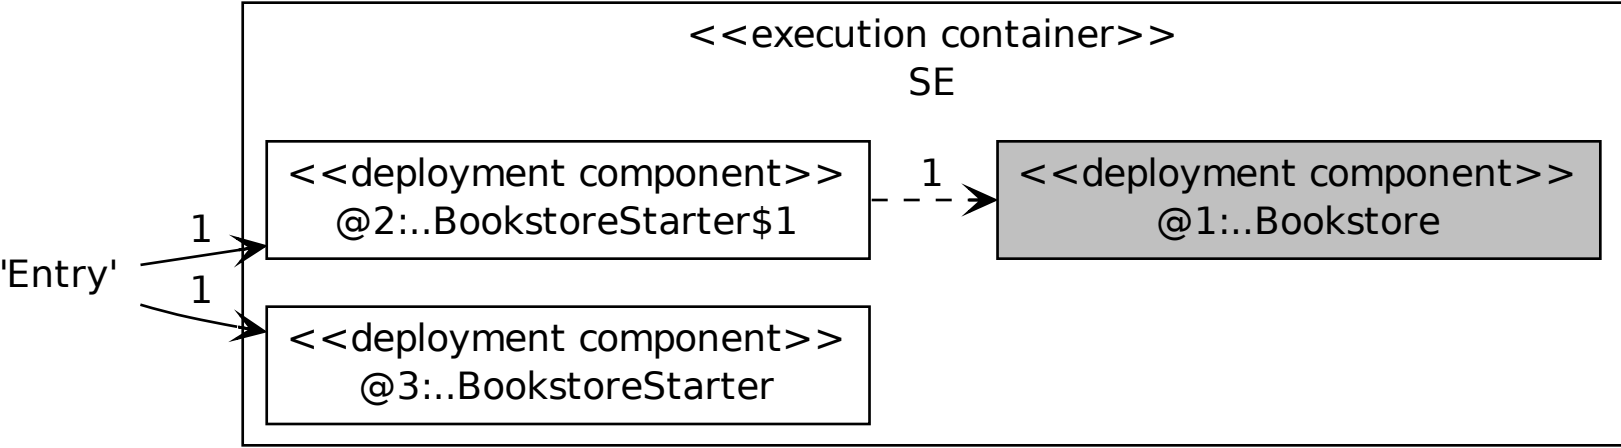 <<execution container>>
SE
<<deployment component>>
@2:..BookstoreStarter$1
1
<<deployment component>>
@1:..Bookstore
1
'Entry'
1
<<deployment component>>
@3:..BookstoreStarter